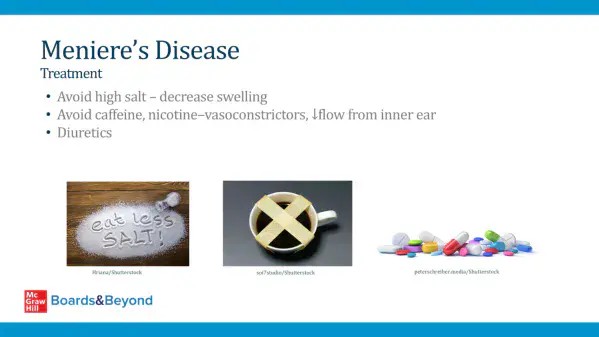 Meniere's Disease
Treatment
• Avoid high salt – decrease swelling
• Avoid caffeine, nicotine–vasoconstrictors, ↓flow from inner ear
• Diuretics
eat less
SALT!
/Shutterstock
/Shutterstock
peterschreiber.media/Shutterstock
Mc
Graw
Hill
Boards&Beyond